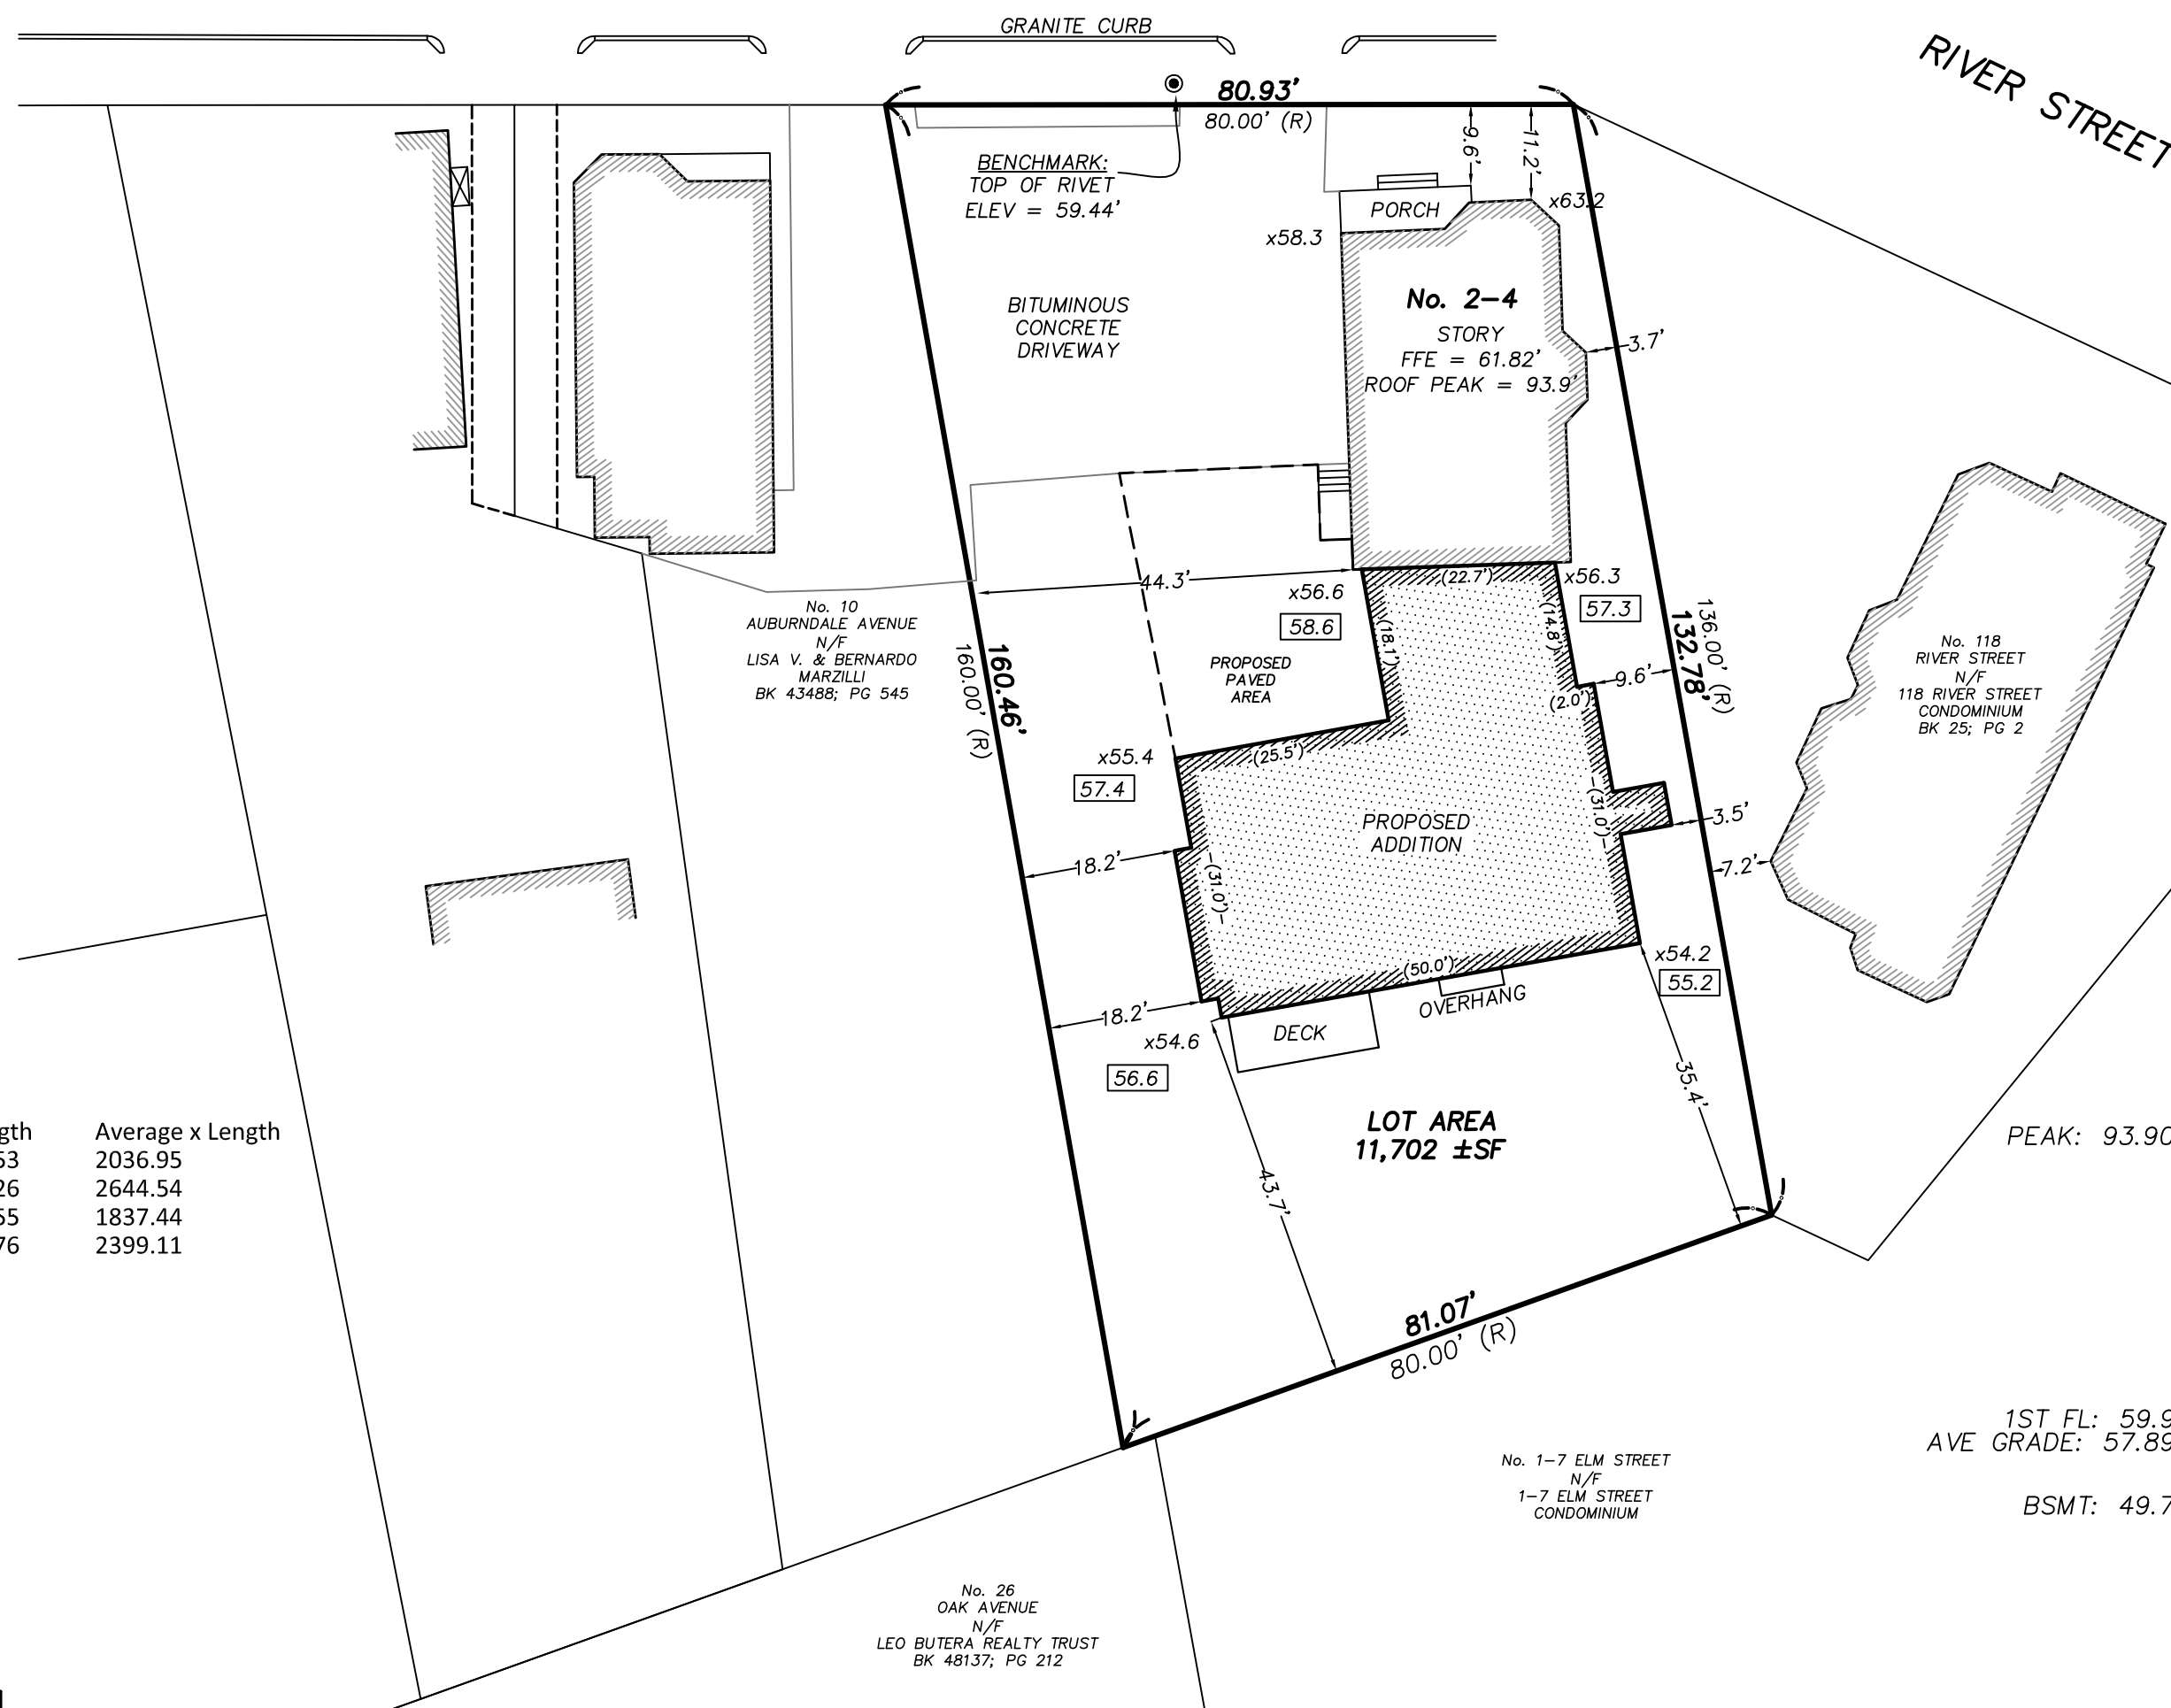 GRANITE CURB
RIVER STREET
80.93'
80.00' (R)
9.6'
11.2'
BENCHMARK:
TOP OF RIVET
ELEV = 59.44'
PORCH
x63.2
x58.3
BITUMINOUS
CONCRETE
DRIVEWAY
No. 2-4
STORY
FFE = 61.82'
ROOF PEAK = 93.9'
3.7'
44.3'
x56.6
58.6
(22.7')
x56.3
57.3
(18.1')
(14.8')
136.00' (R)
132.78'
No. 10
AUBURNDALE AVENUE
N/F
LISA V. & BERNARDO
MARZILLI
BK 43488; PG 545
160.46'
160.00' (R)
PROPOSED
PAVED
AREA
9.6'
(2.0')
No. 118
RIVER STREET
N/F
118 RIVER STREET
CONDOMINIUM
BK 25; PG 2
x55.4
57.4
(25.5')
PROPOSED
ADDITION
(31.0')
3.5'
7.2'
18.2'
(31.0')
(50.0')
x54.2
55.2
OVERHANG
18.2'
DECK
x54.6
56.6
35.4'
43.7'
LOT AREA
11,702 ±SF
gth Average x Length
53 2036.95
26 2644.54
55 1837.44
76 2399.11
PEAK: 93.90
81.07'
80.00' (R)
1ST FL: 59.9
AVE GRADE: 57.89
BSMT: 49.7
No. 1-7 ELM STREET
N/F
1-7 ELM STREET
CONDOMINIUM
No. 26
OAK AVENUE
N/F
LEO BUTERA REALTY TRUST
BK 48137; PG 212